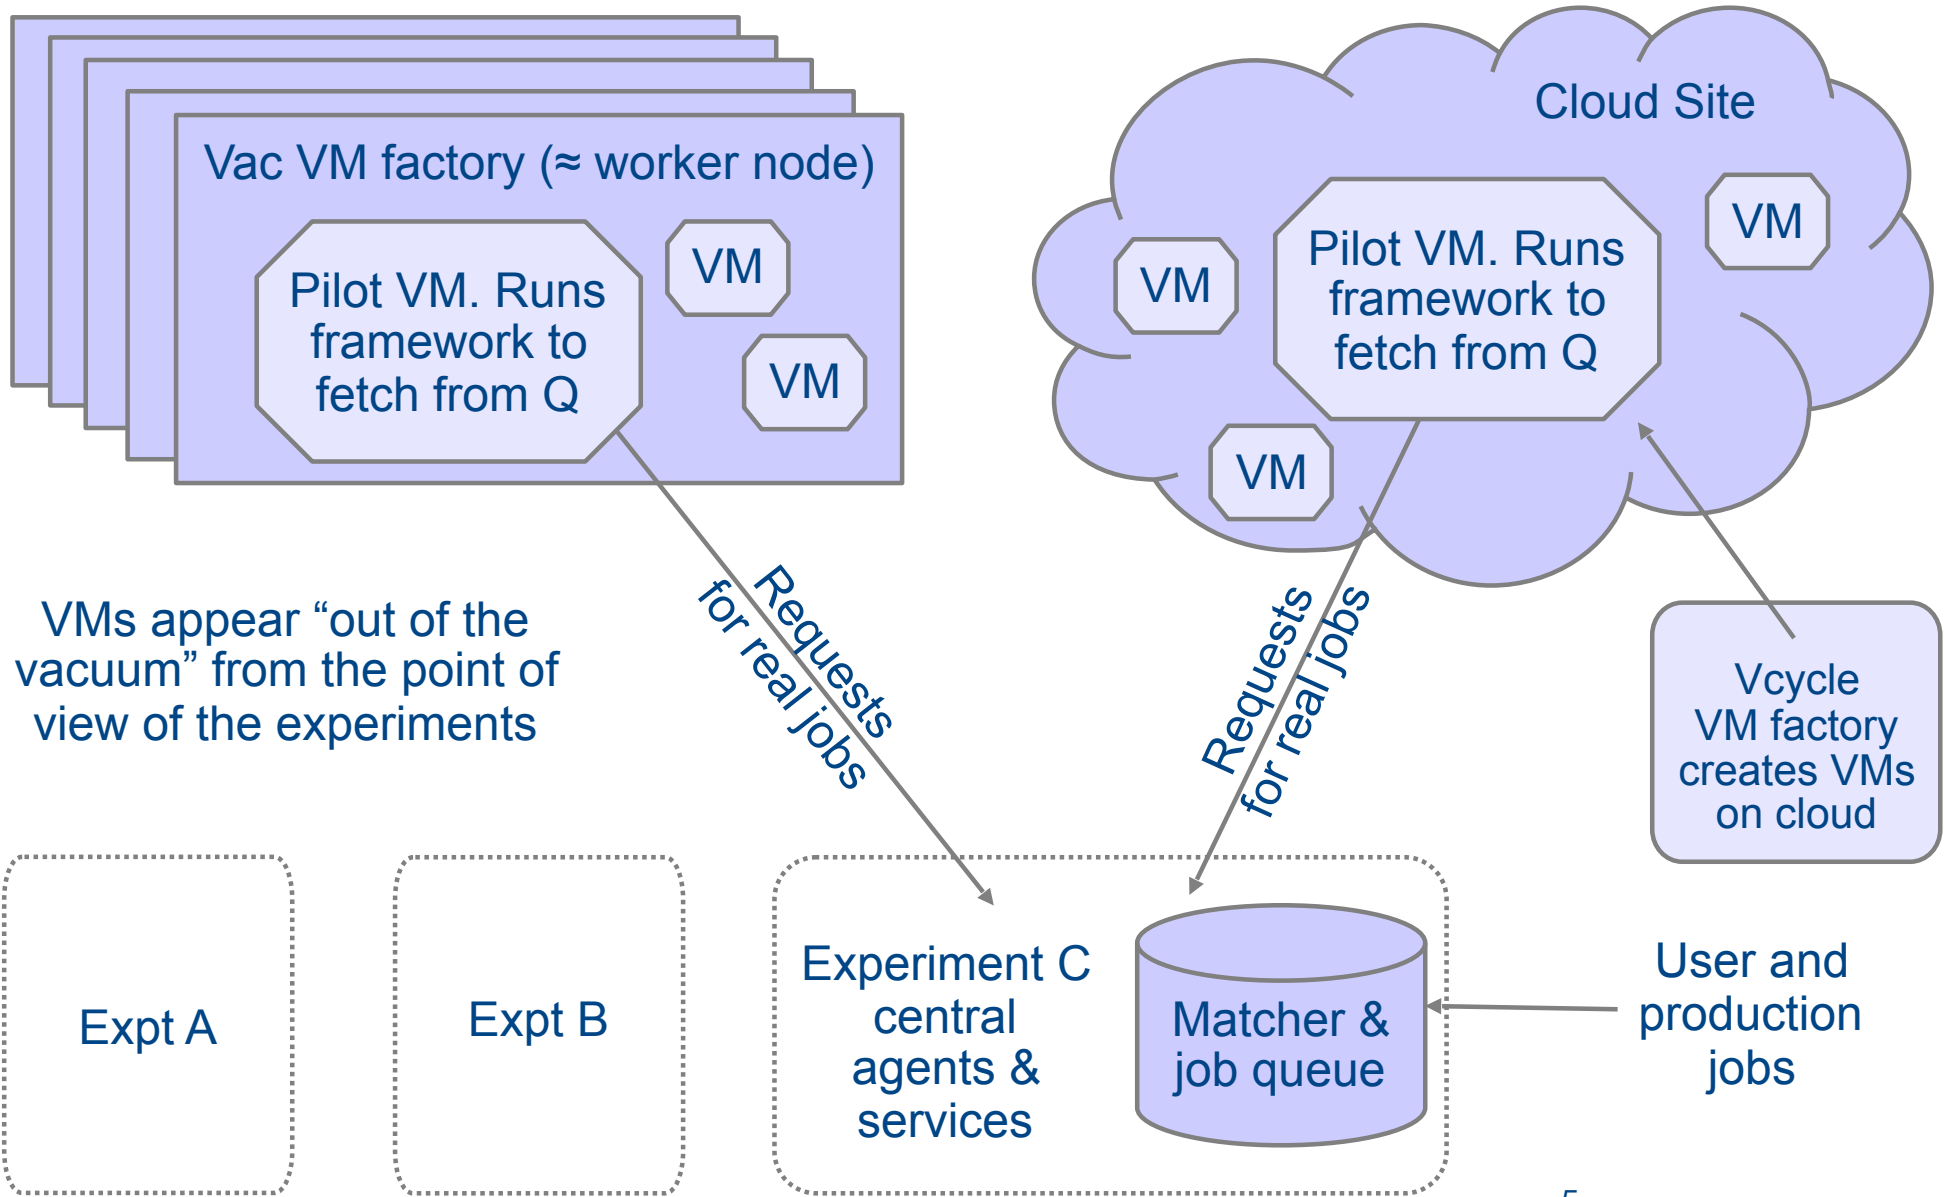 Vac VM factory (≈ worker node)
Pilot VM. Runs
framework to
fetch from Q
VM
VM
Cloud Site
Pilot VM. Runs
framework to
fetch from Q
VM
VM
VM
Requests
for real jobs
Requests
for real jobs
VMs appear “out of the
vacuum” from the point of
view of the experiments
Vcycle
VM factory
creates VMs
on cloud
Expt A
Expt B
Experiment C
central
agents &
services
Matcher &
job queue
User and
production
jobs